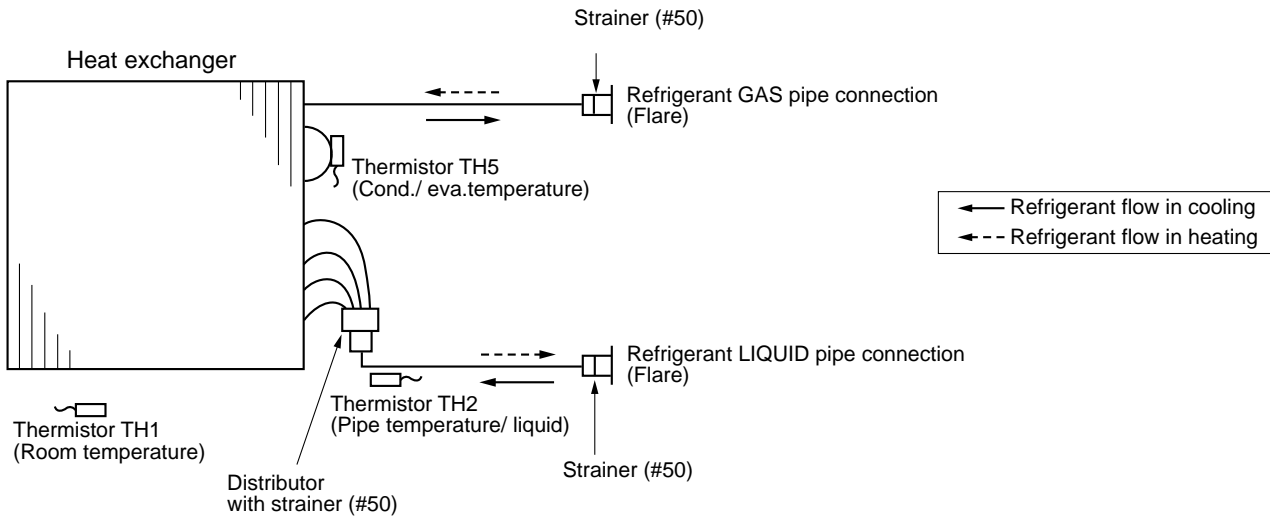 Strainer (#50)
Heat exchanger
Refrigerant GAS pipe connection
(Flare)
Thermistor TH5
(Cond./ eva.temperature)
Refrigerant flow in cooling
Refrigerant flow in heating
Refrigerant LIQUID pipe connection
(Flare)
Thermistor TH2
(Pipe temperature/ liquid)
Thermistor TH1
(Room temperature)
Strainer (#50)
Distributor
with strainer (#50)